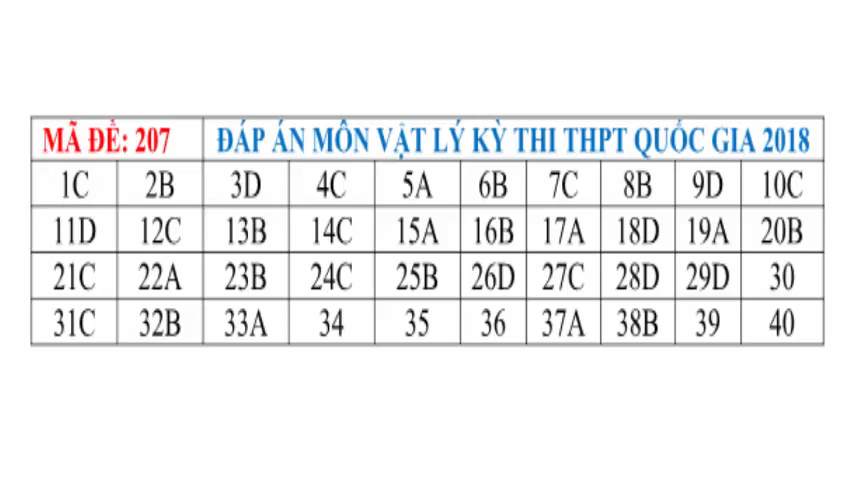 MÃ ĐỀ: 207 ĐÁP ÁN MÔN VẬT LÝ KỲ THI THPT QUỐC GIA 2018
1C 2B 3D 4C 5A 6B 7C 8B 9D 10C
11D 12C 13B 14C 15A 16B 17A 18D 19A 20B
21C 22A 23B 24C 25B 26D 27C 28D 29D 30
31C 32B 33A 34 35 36 37A 38B 39 40